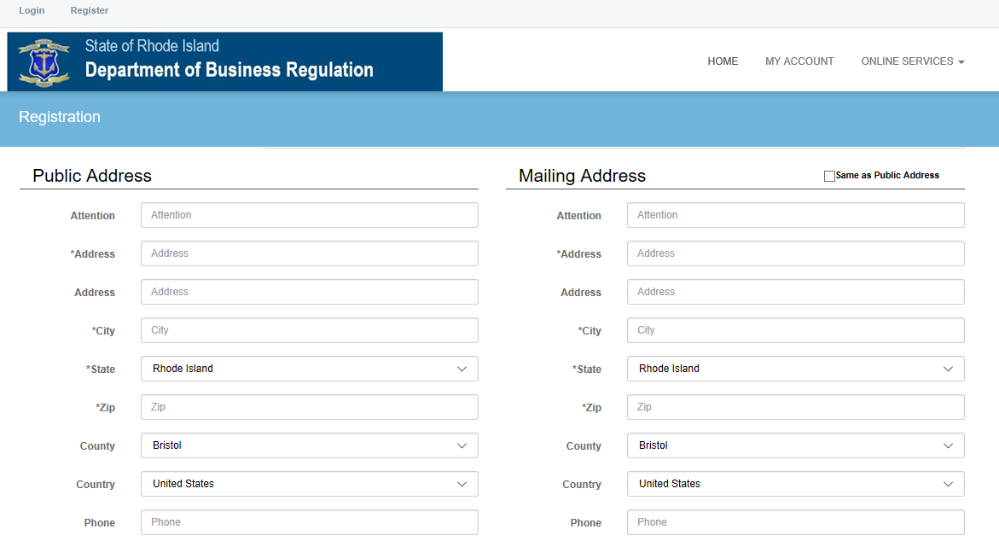 Login Register
State of Rhode Island
Department of Business Regulation
HOME MY ACCOUNT ONLINE SERVICES
Registration
Public Address
Attention Attention
*Address Address
Address Address
*City City
*State Rhode Island
*Zip Zip
County Bristol
Country United States
Phone Phone
Mailing Address Same as Public Address
Attention Attention
*Address Address
Address Address
*City City
*State Rhode Island
*Zip Zip
County Bristol
Country United States
Phone Phone